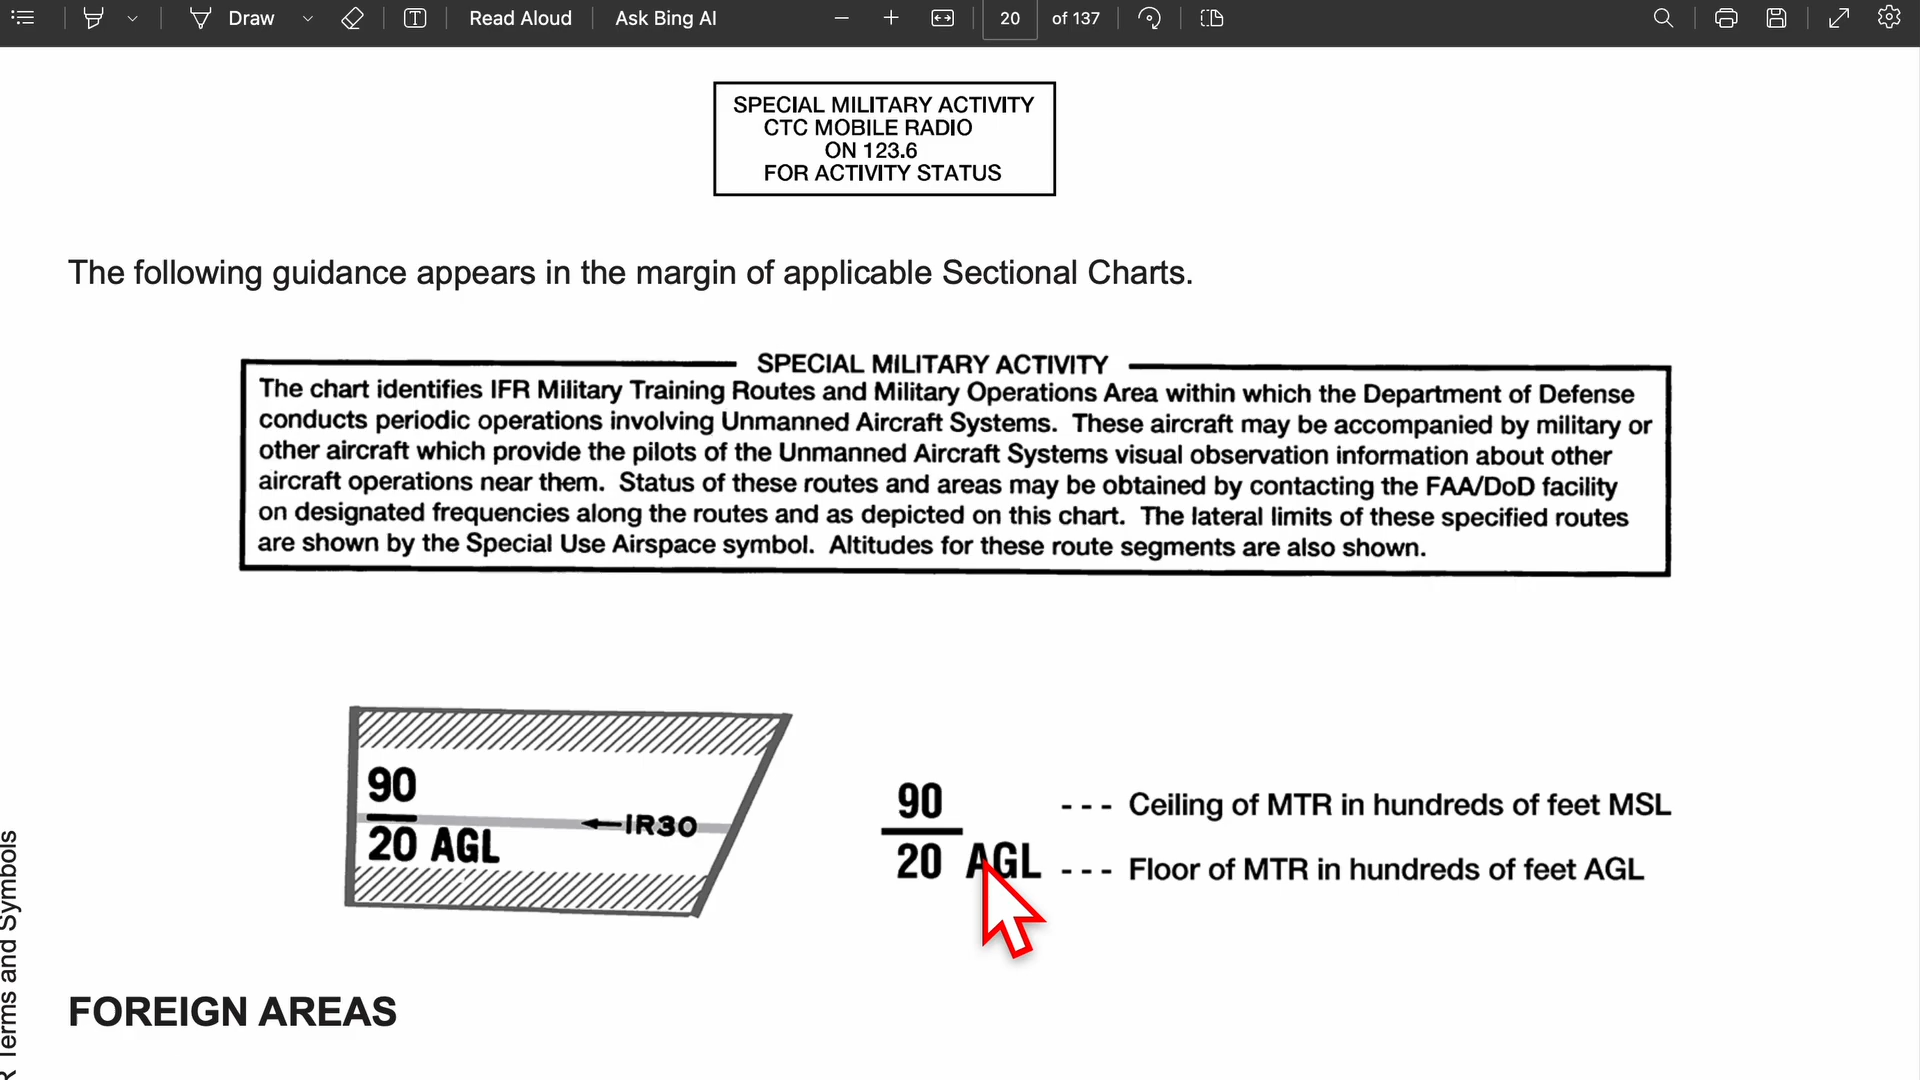 Draw
Read Aloud
Ask Bing AI
20
of 137
SPECIAL MILITARY ACTIVITY
CTC MOBILE RADIO
ON 123.6
FOR ACTIVITY STATUS
The following guidance appears in the margin of applicable Sectional Charts.
SPECIAL MILITARY ACTIVITY
The chart identifies IFR Military Training Routes and Military Operations Area within which the Department of Defense
conducts periodic operations involving Unmanned Aircraft Systems. These aircraft may be accompanied by military or
other aircraft which provide the pilots of the Unmanned Aircraft Systems visual observation information about other
aircraft operations near them. Status of these routes and areas may be obtained by contacting the FAA/DoD facility
on designated frequencies along the routes and as depicted on this chart. The lateral limits of these specified routes
are shown by the Special Use Airspace symbol. Altitudes for these route segments are also shown.
90
IR30
20 AGL
90 --- Ceiling of MTR in hundreds of feet MSL
20 AGL --- Floor of MTR in hundreds of feet AGL
FOREIGN AREAS
Terms and Symbols